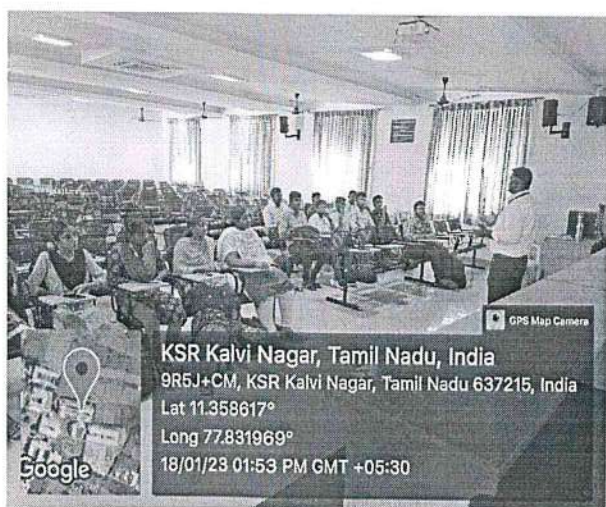 GPS Map Camera
KSR Kalvi Nagar, Tamil Nadu, India
9R5J+CM, KSR Kalvi Nagar, Tamil Nadu 637215, India
Lat 11.358617°
Long 77.831969°
18/01/23 01:53 PM GMT +05:30
Google